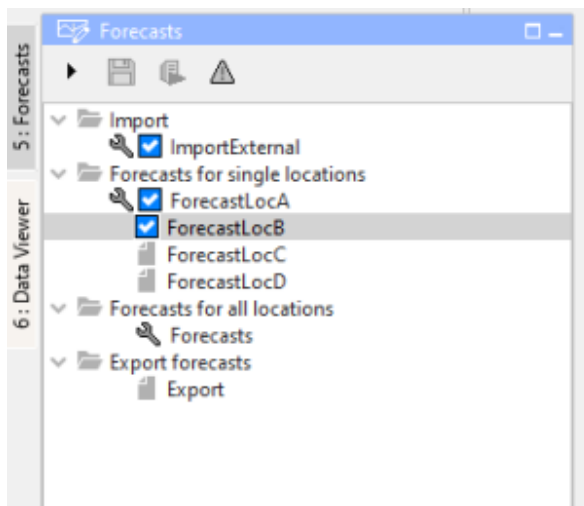 Forecasts
5 : Forecasts
6 : Data Viewer
Import
ImportExternal
Forecasts for single locations
ForecastLocA
ForecastLocB
ForecastLocC
ForecastLocD
Forecasts for all locations
Forecasts
Export forecasts
Export